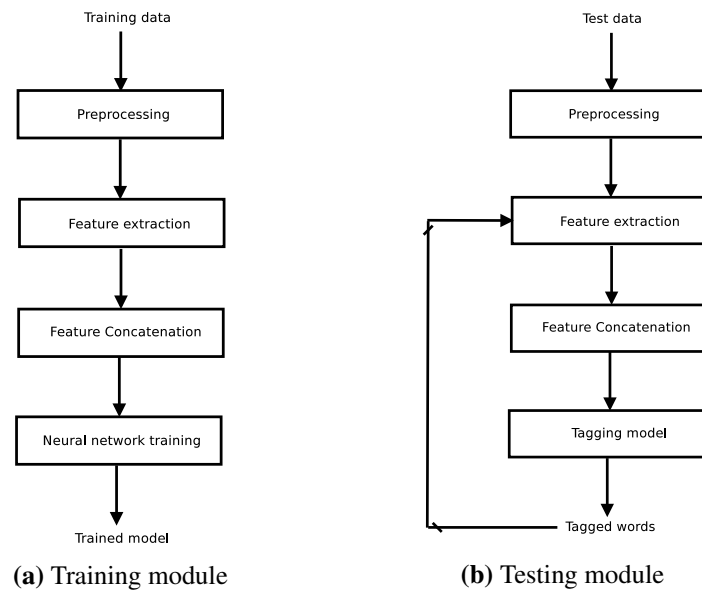 Training data
Preprocessing
Feature extraction
Feature Concatenation
Neural network training
Trained model
(a) Training module
Test data
Preprocessing
Feature extraction
Feature Concatenation
Tagging model
Tagged words
(b) Testing module